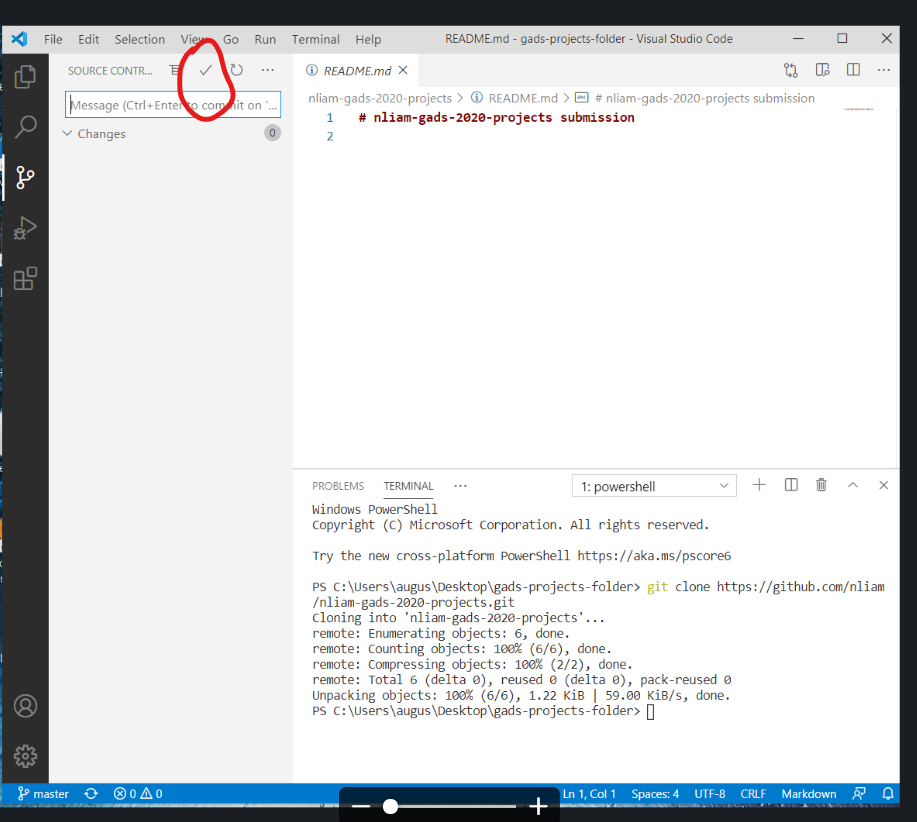 File Edit Selection View Go Run Terminal Help README.md - gads-projects-folder - Visual Studio Code
SOURCE CONTR...
README.md
Message (Ctrl+Enter to commit on '...
nliam-gads-2020-projects > README.md > # nliam-gads-2020-projects submission
1 # nliam-gads-2020-projects submission
Changes 0
2
PROBLEMS TERMINAL ... 1: powershell
Windows PowerShell
Copyright (C) Microsoft Corporation. All rights reserved.
Try the new cross-platform PowerShell https://aka.ms/pscore6
PS C:\Users\augus\Desktop\gads-projects-folder> git clone https://github.com/nliam
/nliam-gads-2020-projects.git
Cloning into 'nliam-gads-2020-projects'...
remote: Enumerating objects: 6, done.
remote: Counting objects: 100% (6/6), done.
remote: Compressing objects: 100% (2/2), done.
remote: Total 6 (delta 0), reused 0 (delta 0), pack-reused 0
Unpacking objects: 100% (6/6), 1.22 KiB | 59.00 KiB/s, done.
PS C:\Users\augus\Desktop\gads-projects-folder>
master 0 0 Ln 1, Col 1 Spaces: 4 UTF-8 CRLF Markdown